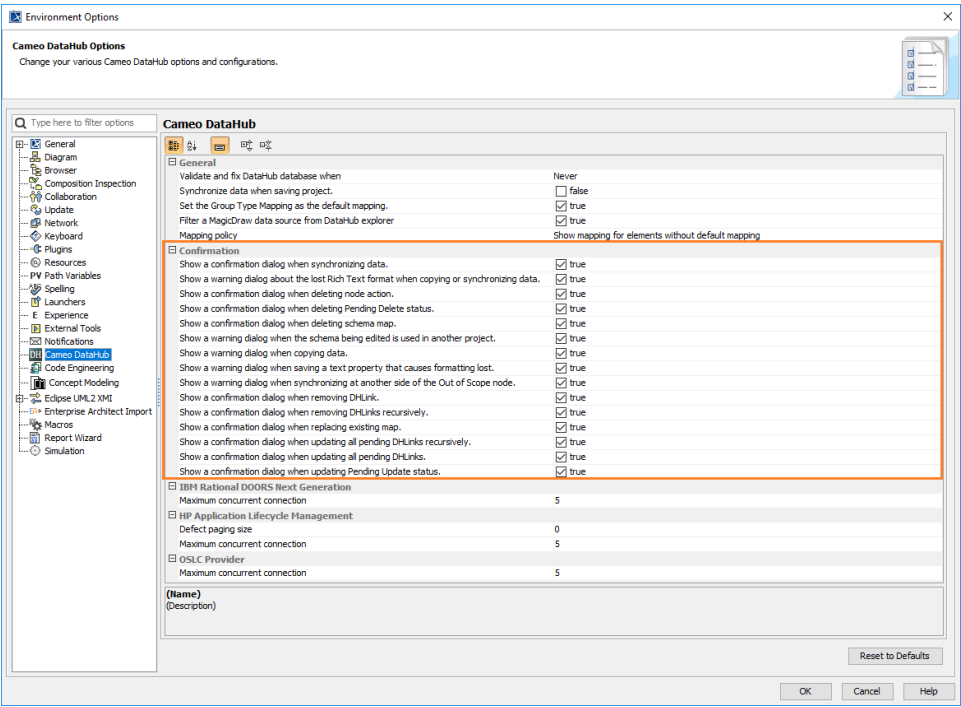 Environment Options
Cameo DataHub Options
Change your various Cameo DataHub options and configurations.
Type here to filter options
General
Diagram
Browser
Composition Inspection
Collaboration
Update
Network
Keyboard
Plugins
Resources
PV Path Variables
Spelling
Launchers
E Experience
External Tools
Notifications
DH Cameo DataHub
Code Engineering
Concept Modeling
Eclipse UML2 XMI
EA Enterprise Architect Import
Macros
Report Wizard
Simulation
Cameo DataHub
General
Validate and fix DataHub database when Never
Synchronize data when saving project. false
Set the Group Type Mapping as the default mapping. true
Filter a MagicDraw data source from DataHub explorer true
Mapping policy Show mapping for elements without default mapping
Confirmation
Show a confirmation dialog when synchronizing data. true
Show a warning dialog about the lost Rich Text format when copying or synchronizing data. true
Show a confirmation dialog when deleting node action. true
Show a confirmation dialog when deleting Pending Delete status. true
Show a confirmation dialog when deleting schema map. true
Show a warning dialog when the schema being edited is used in another project. true
Show a warning dialog when copying data. true
Show a warning dialog when saving a text property that causes formatting lost. true
Show a warning dialog when synchronizing at another side of the Out of Scope node. true
Show a confirmation dialog when removing DHLink. true
Show a confirmation dialog when removing DHLinks recursively. true
Show a confirmation dialog when replacing existing map. true
Show a confirmation dialog when updating all pending DHLinks recursively. true
Show a confirmation dialog when updating all pending DHLinks. true
Show a confirmation dialog when updating Pending Update status. true
IBM Rational DOORS Next Generation
Maximum concurrent connection 5
HP Application Lifecycle Management
Defect paging size 0
Maximum concurrent connection 5
OSLC Provider
Maximum concurrent connection 5
(Name)
(Description)
Reset to Defaults
OK Cancel Help